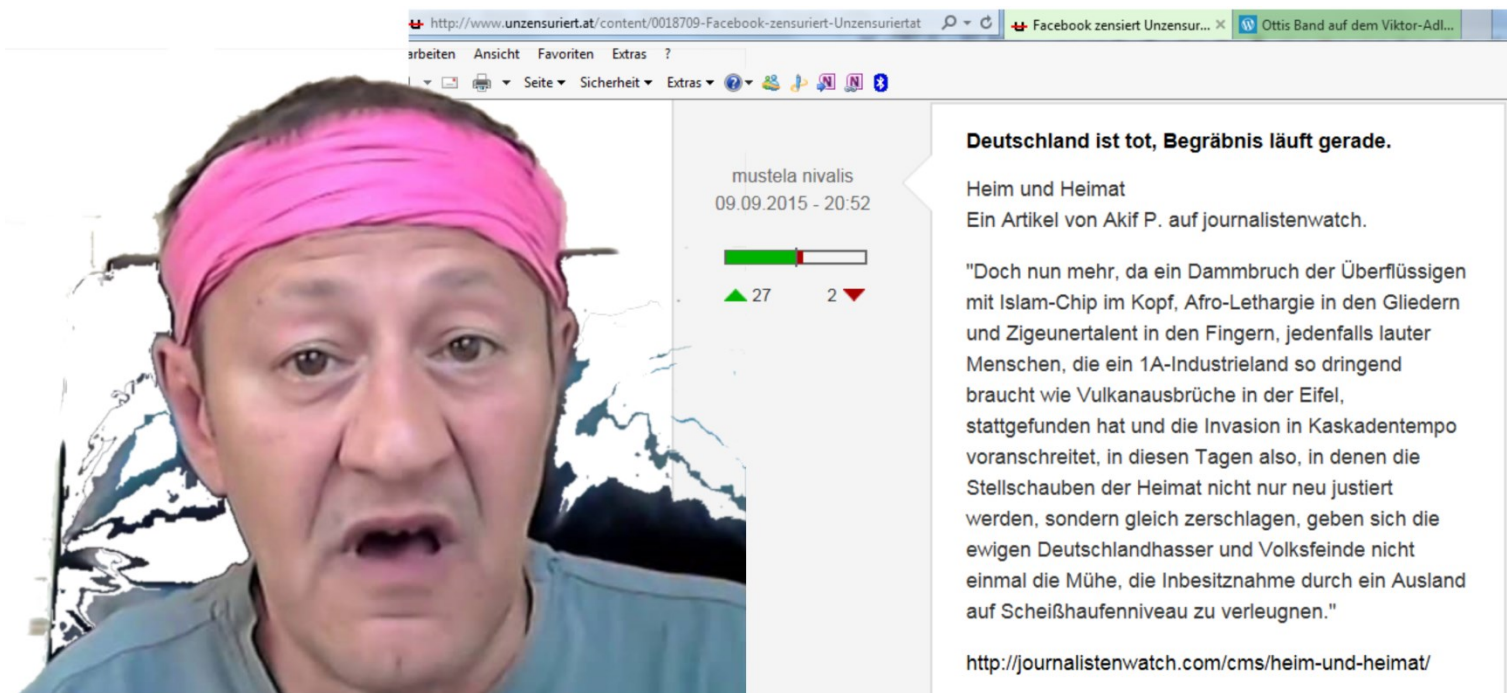 http://www.unzensuriert.at/content/0018709-Facebook-zensuriert-Unzensuriertat
Facebook zensiert Unzensur...
Ottis Band auf dem Viktor-Adl...
arbeiten Ansicht Favoriten Extras ?
Seite Sicherheit Extras
Deutschland ist tot, Begräbnis läuft gerade.
mustela nivalis
09.09.2015 - 20:52
27 2
Heim und Heimat
Ein Artikel von Akif P. auf journalistenwatch.
"Doch nun mehr, da ein Dammbruch der Überflüssigen
mit Islam-Chip im Kopf, Afro-Lethargie in den Gliedern
und Zigeunertalent in den Fingern, jedenfalls lauter
Menschen, die ein 1A-Industrieland so dringend
braucht wie Vulkanausbrüche in der Eifel,
stattgefunden hat und die Invasion in Kaskadentempo
voranschreitet, in diesen Tagen also, in denen die
Stellschauben der Heimat nicht nur neu justiert
werden, sondern gleich zerschlagen, geben sich die
ewigen Deutschlandhasser und Volksfeinde nicht
einmal die Mühe, die Inbesitznahme durch ein Ausland
auf Scheißhaufenniveau zu verleugnen."
http://journalistenwatch.com/cms/heim-und-heimat/